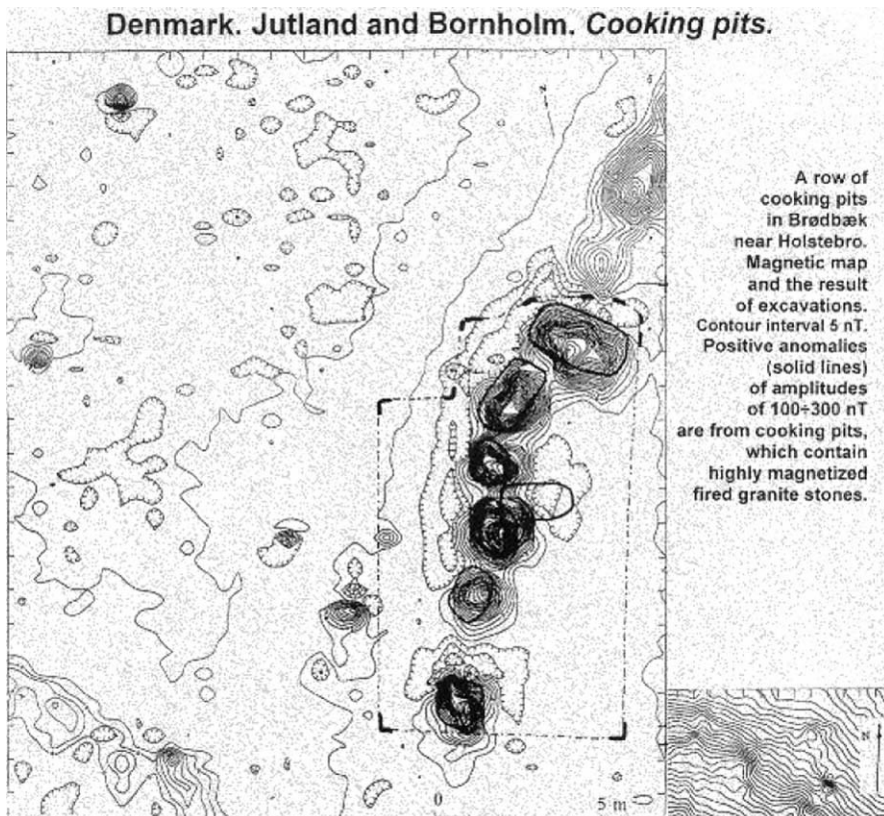 Denmark. Jutland and Bornholm. Cooking pits.
N
A row of
cooking pits
in Brødbæk
near Holstebro.
Magnetic map
and the result
of excavations.
Contour interval 5 nT.
Positive anomalies
(solid lines)
of amplitudes
of 100÷300 nT
are from cooking pits,
which contain
highly magnetized
fired granite stones.
N
0
5 m